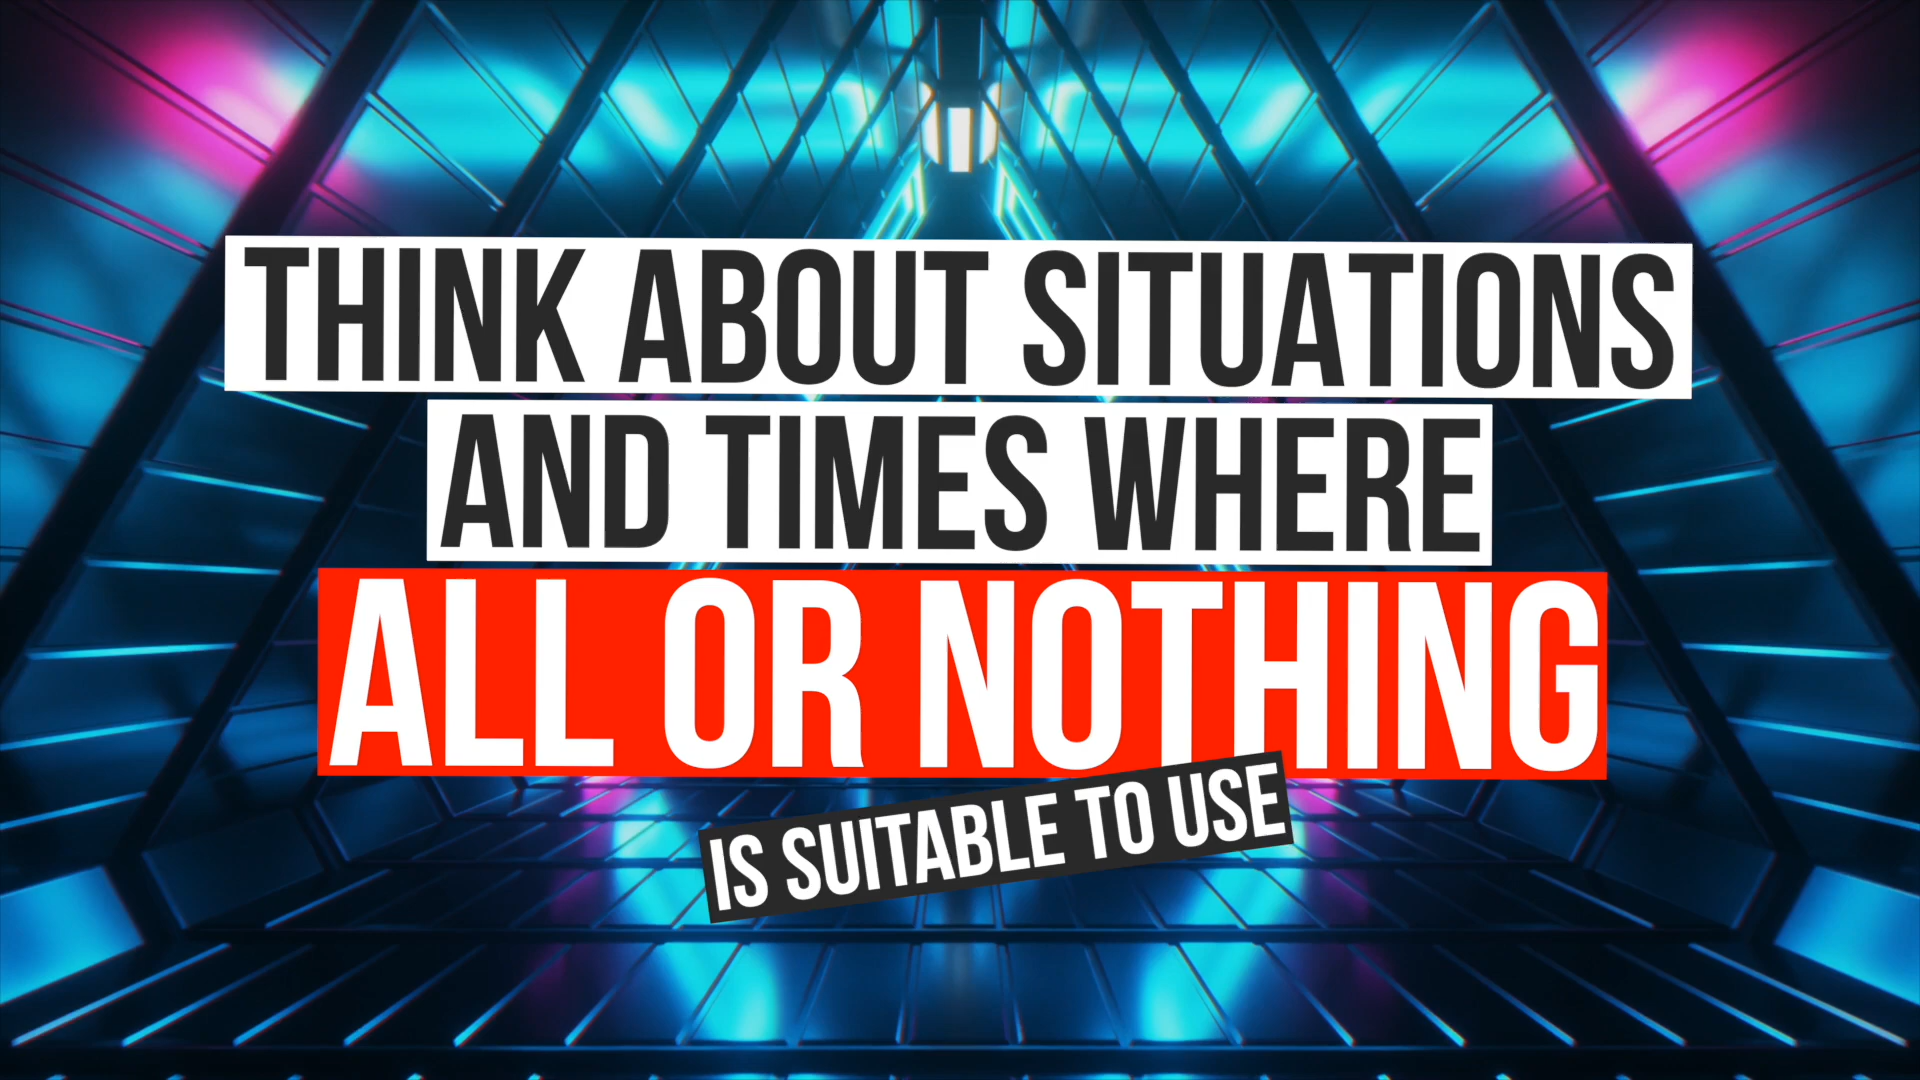 THINK ABOUT SITUATIONS
AND TIMES WHERE
ALL OR NOTHING
IS SUITABLE TO USE